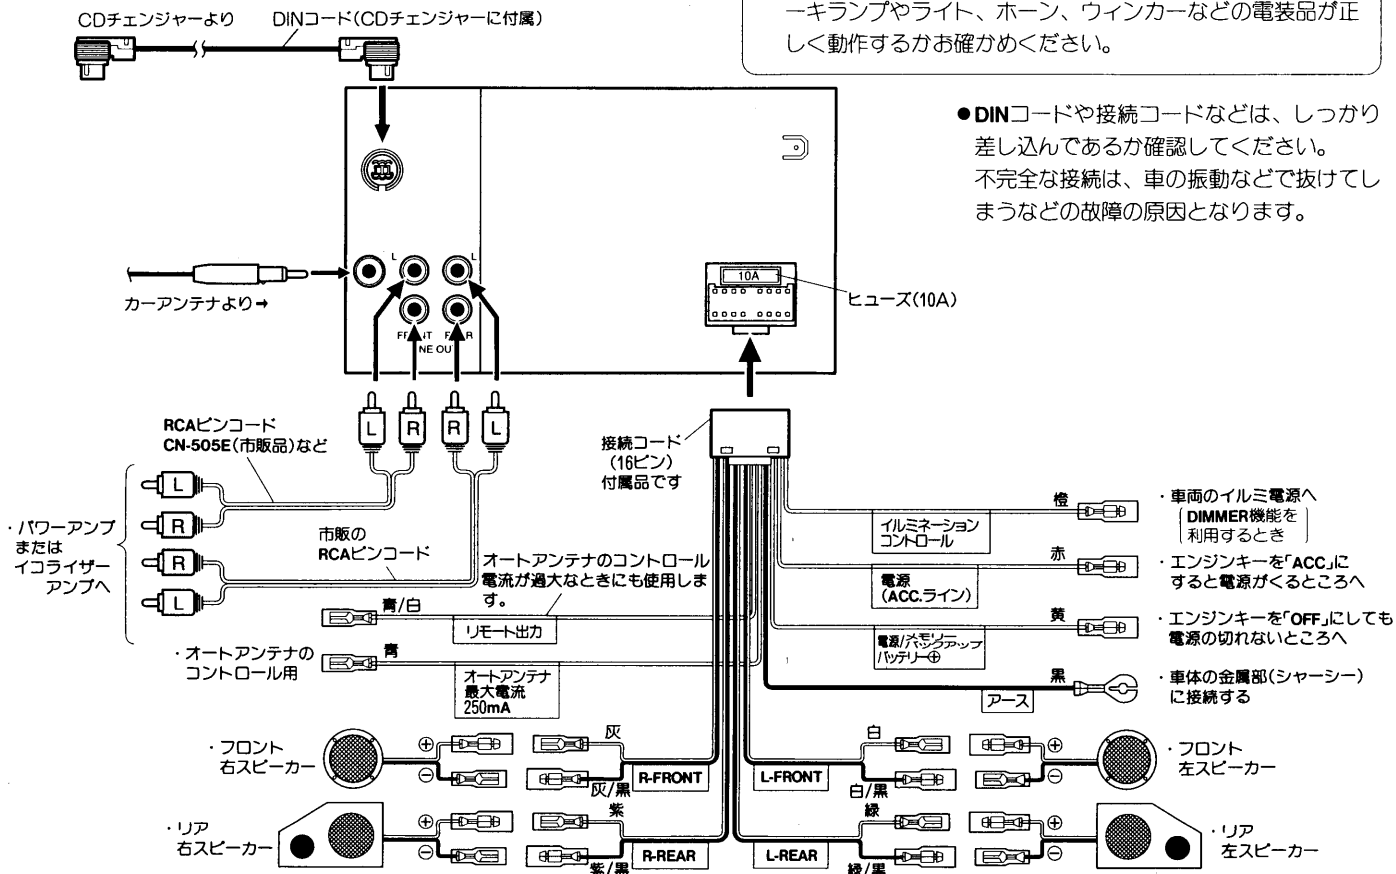 CDチェンジャーより
DINコード(CDチェンジャーに付属)
ーキランプやライト、ホーン、ウィンカーなどの電装品が正
しく動作するかお確かめください。
●DINコードや接続コードなどは、しっかり
差し込んであるか確認してください。
不完全な接続は、車の振動などで抜けてし
まうなどの故障の原因となります。
カーアンテナより→
L
L
10A
ヒューズ(10A)
L
R
R
L
RCAピンコード
CN-505E(市販品)など
接続コード
(16ピン)
付属品です
L
R
R
L
・パワーアンプ
または
イコライザー
アンプへ
市販の
RCAピンコード
オートアンテナのコントロール
電流が過大なときにも使用しま
す。
青/白
リモート出力
・オートアンテナの
コントロール用
青
オートアンテナ
最大電流
250mA
橙
イルミネーション
コントロール
・車両のイルミ電源へ
DIMMER機能を
利用するとき
赤
電源
(ACC.ライン)
・エンジンキーを「ACC」に
すると電源がくるところへ
黄
電源/メモリー
バックアップ
バッテリー⊕
・エンジンキーを「OFF」にしても
電源の切れないところへ
黒
アース
・車体の金属部(シャーシー)
に接続する
・フロント
右スピーカー
⊕
⊖
灰
灰/黒
R-FRONT
L-FRONT
白
白/黒
⊕
⊖
・フロント
左スピーカー
・リア
右スピーカー
⊕
⊖
紫
紫/黒
R-REAR
L-REAR
緑
緑/黒
⊕
⊖
・リア
左スピーカー